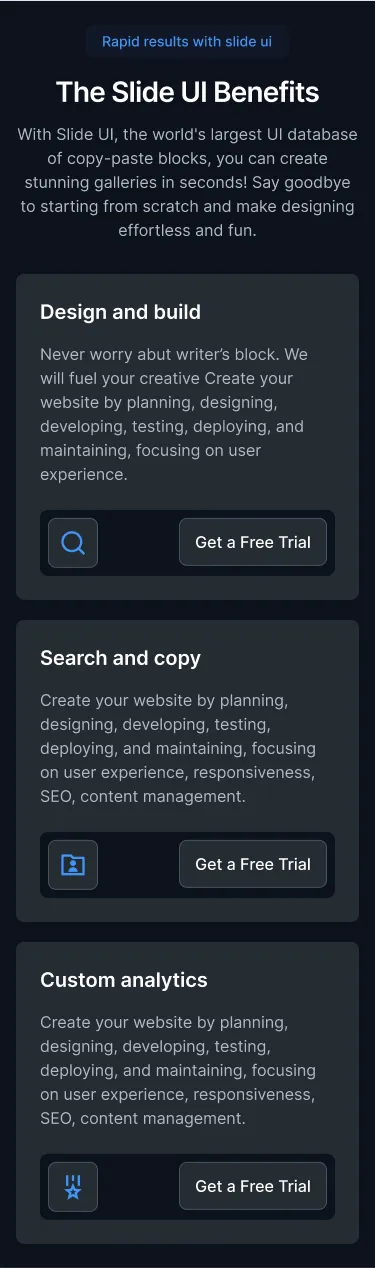 Rapid results with slide ui
The Slide UI Benefits
With Slide UI, the world's largest UI database
of copy-paste blocks, you can create
stunning galleries in seconds! Say goodbye
to starting from scratch and make designing
effortless and fun.
Design and build
Never worry abut writer’s block. We
will fuel your creative Create your
website by planning, designing,
developing, testing, deploying, and
maintaining, focusing on user
experience.
Get a Free Trial
Search and copy
Create your website by planning,
designing, developing, testing,
deploying, and maintaining, focusing
on user experience, responsiveness,
SEO, content management.
Get a Free Trial
Custom analytics
Create your website by planning,
designing, developing, testing,
deploying, and maintaining, focusing
on user experience, responsiveness,
SEO, content management.
Get a Free Trial